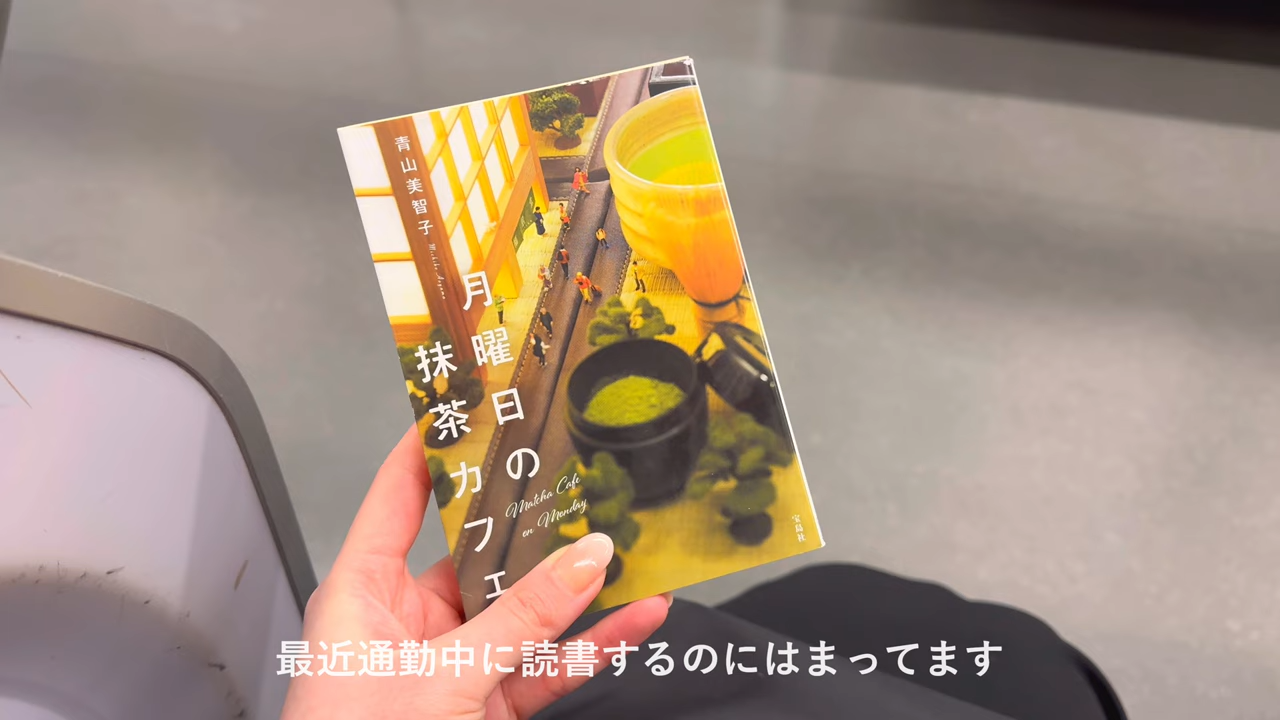 青山美智子
月曜日の
抹茶カフェ
Matcha Cafe
on Monday
宝島社
最近通勤中に読書するのにはまってます